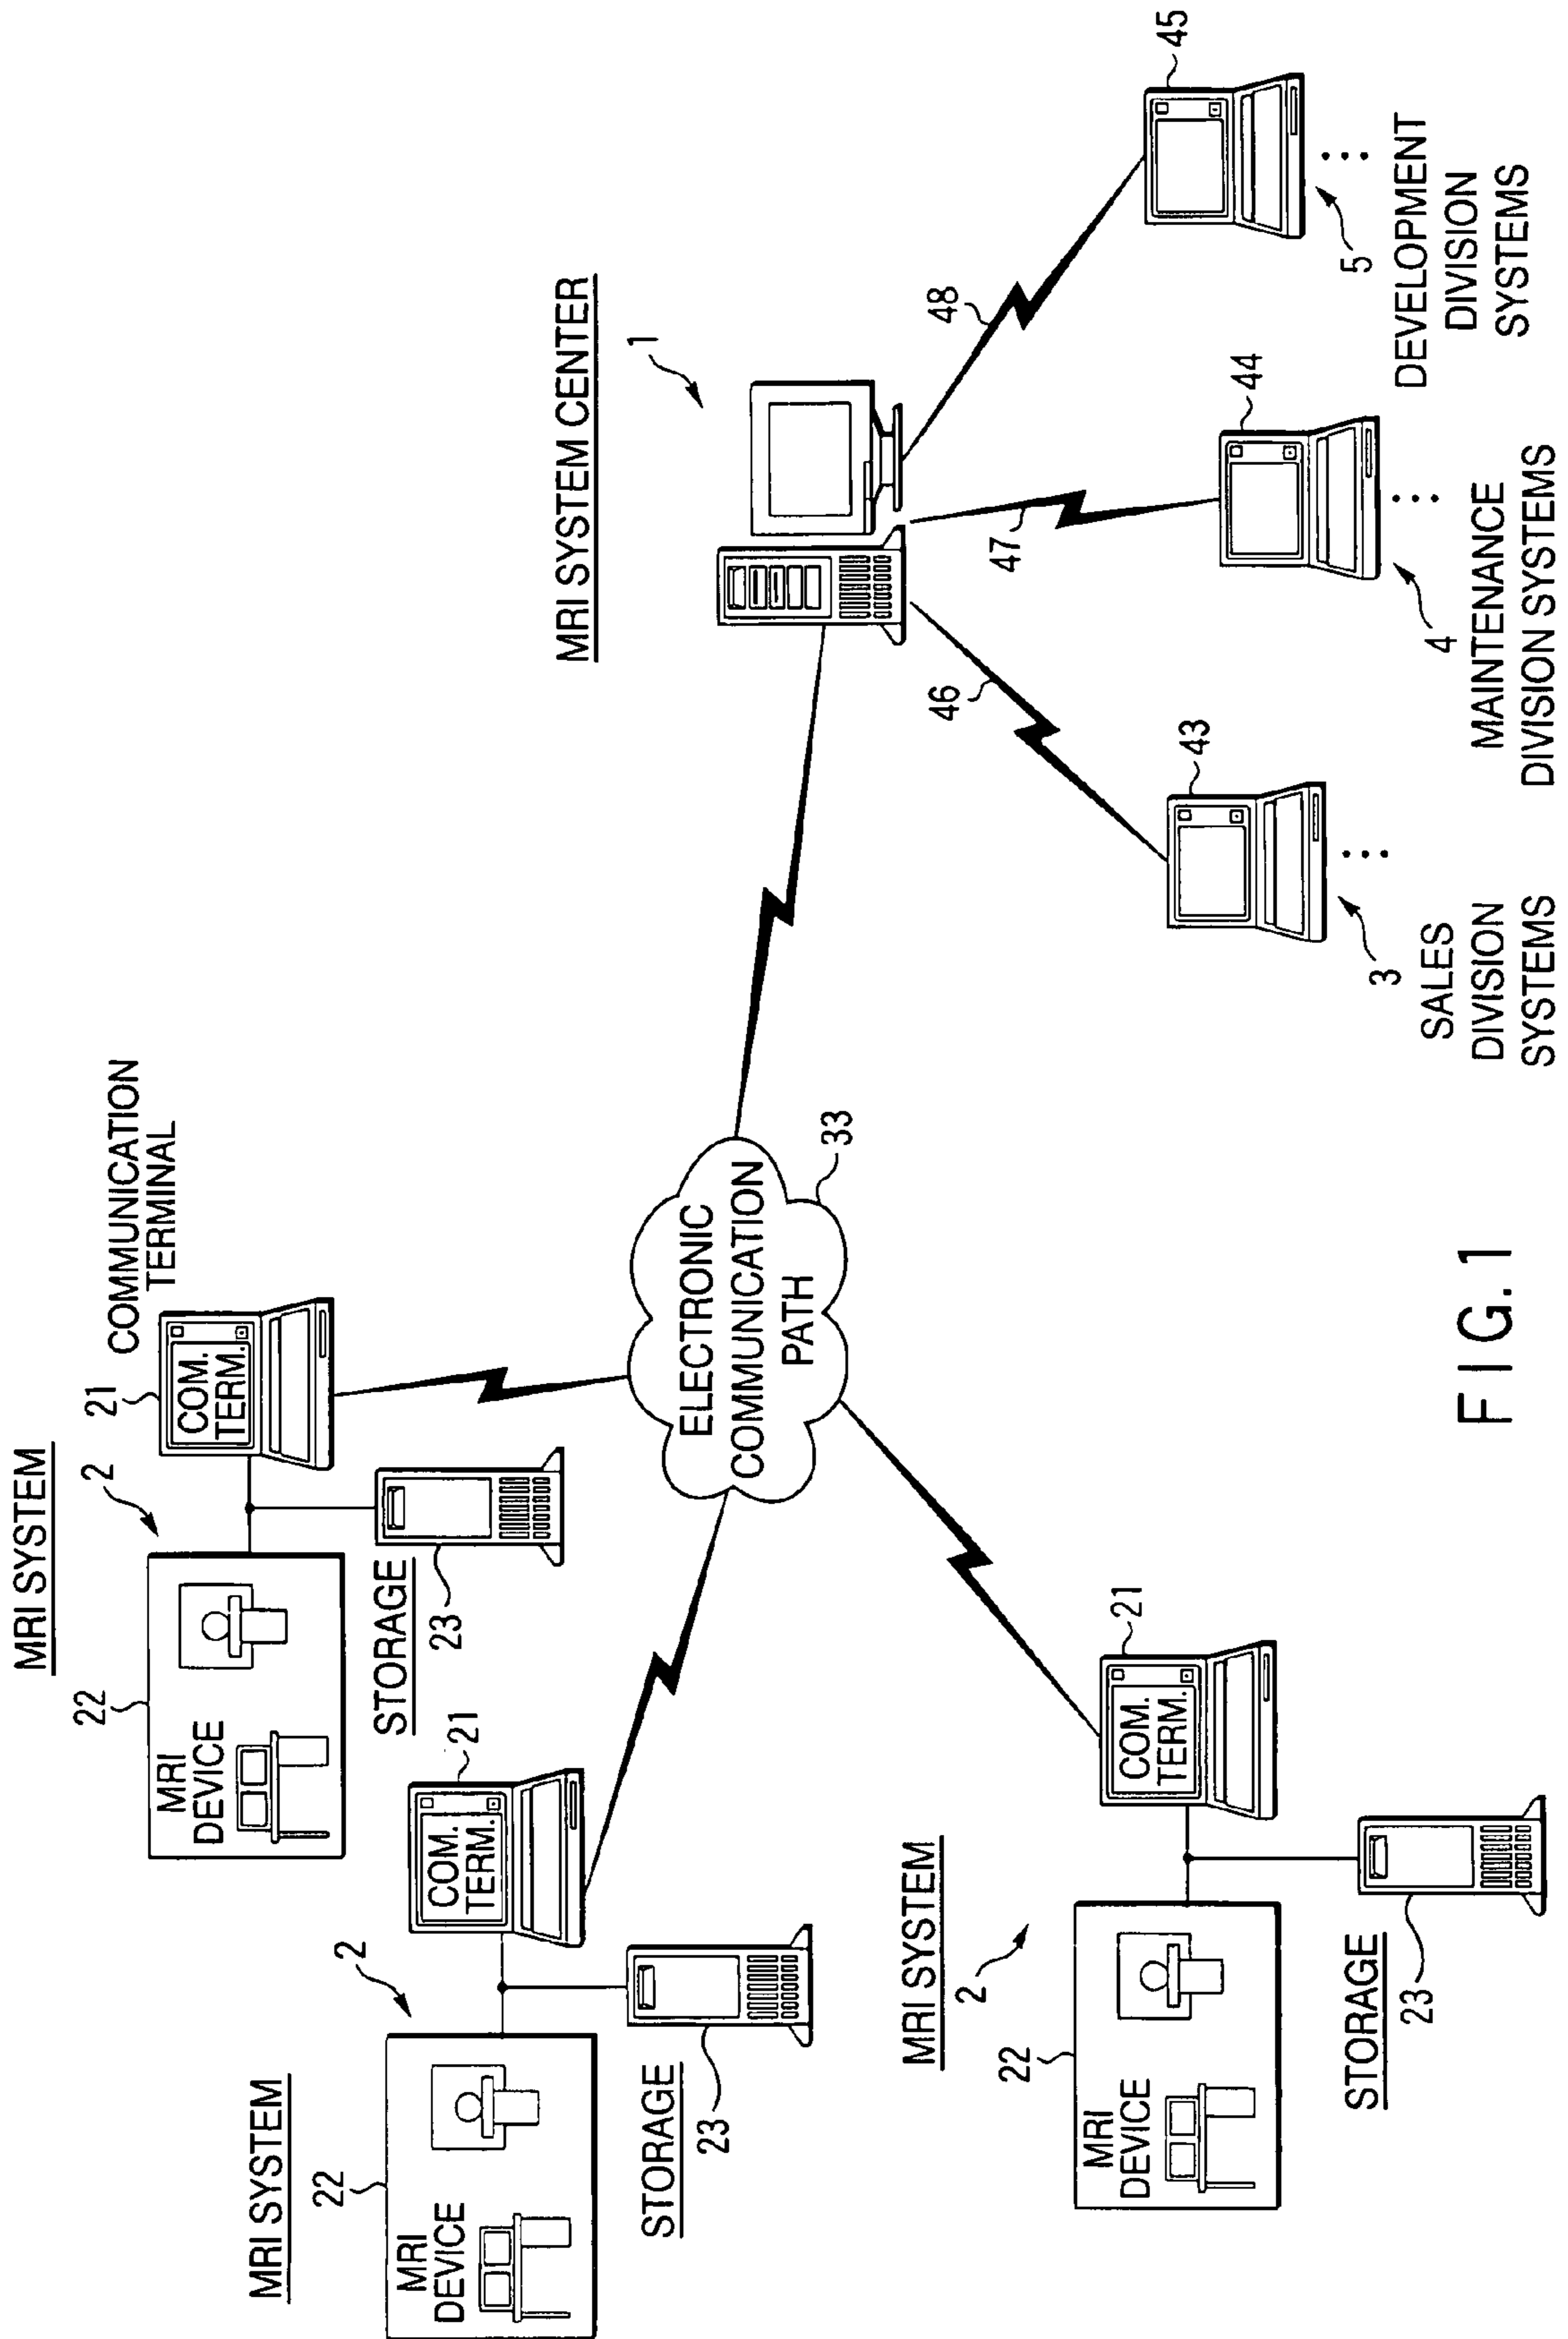 MRI SYSTEM
2
21
COMMUNICATION
TERMINAL
COM.
TERM.
22
MRI
DEVICE
STORAGE
23
MRI SYSTEM
2
21
COM.
TERM.
22
MRI
DEVICE
STORAGE
23
MRI SYSTEM
2
21
COM.
TERM.
22
MRI
DEVICE
STORAGE
23
ELECTRONIC
COMMUNICATION
PATH
33
MRI SYSTEM CENTER
1
46
47
48
43
3
SALES
DIVISION
SYSTEMS
44
4
MAINTENANCE
DIVISION SYSTEMS
45
5
DEVELOPMENT
DIVISION
SYSTEMS
FIG.1